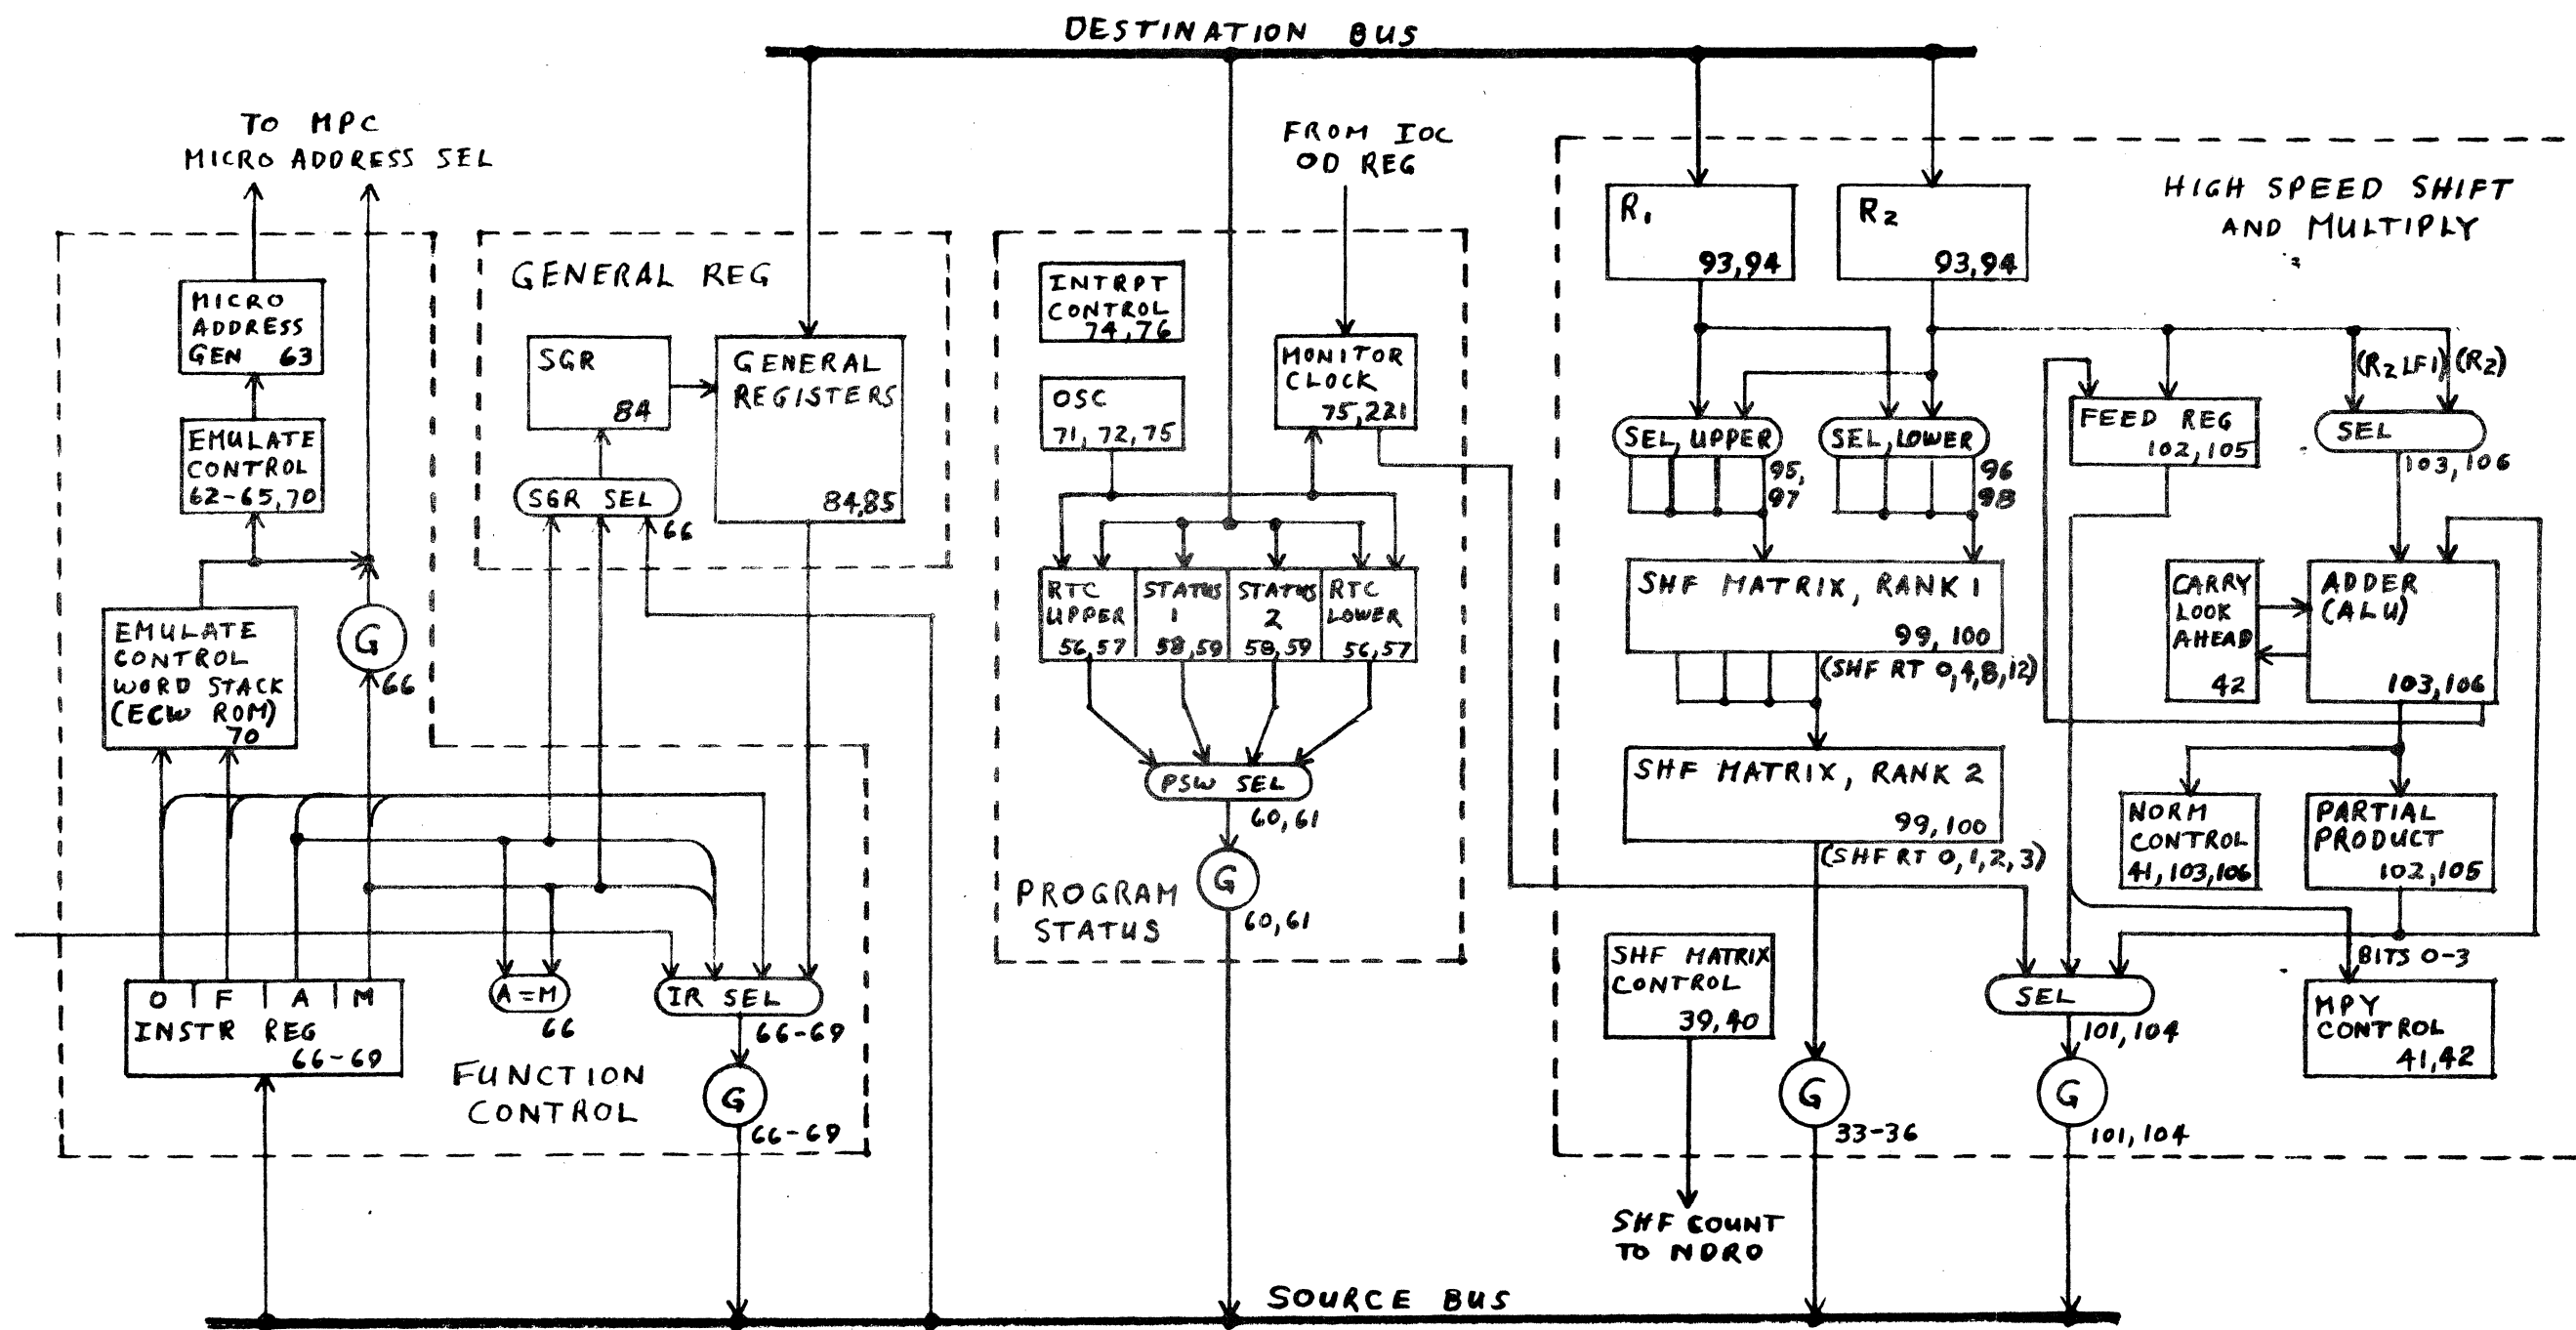 DESTINATION BUS
TO MPC
MICRO ADDRESS SEL
FROM IOC
OD REG
MICRO
ADDRESS
GEN 63
EMULATE
CONTROL
62-65,70
G
66
EMULATE
CONTROL
WORD STACK
(ECW ROM)
70
O F A M
INSTR REG
66-69
A=M
66
IR SEL
66-69
G
66-69
FUNCTION
CONTROL
GENERAL REG
SGR
84
GENERAL
REGISTERS
84,85
SGR SEL
66
INTRPT
CONTROL
74,76
OSC
71,72,75
MONITOR
CLOCK
75,221
RTC
UPPER
56,57
STATUS
1
58,59
STATUS
2
58,59
RTC
LOWER
56,57
PSW SEL
60,61
G
60,61
PROGRAM
STATUS
HIGH SPEED SHIFT
AND MULTIPLY
R1
93,94
R2
93,94
(R2 LF1) (R2)
SEL, UPPER
95,
97
SEL, LOWER
96
98
FEED REG
102,105
SEL
103,106
SHF MATRIX, RANK 1
99,100
(SHF RT 0,4,8,12)
CARRY
LOOK
AHEAD
42
ADDER
(ALU)
103,106
SHF MATRIX, RANK 2
99,100
(SHF RT 0,1,2,3)
NORM
CONTROL
41,103,106
PARTIAL
PRODUCT
102,105
SHF MATRIX
CONTROL
39,40
SEL
101,104
BITS 0-3
MPY
CONTROL
41,42
G
33-36
G
101,104
SHF COUNT
TO NDRO
SOURCE BUS